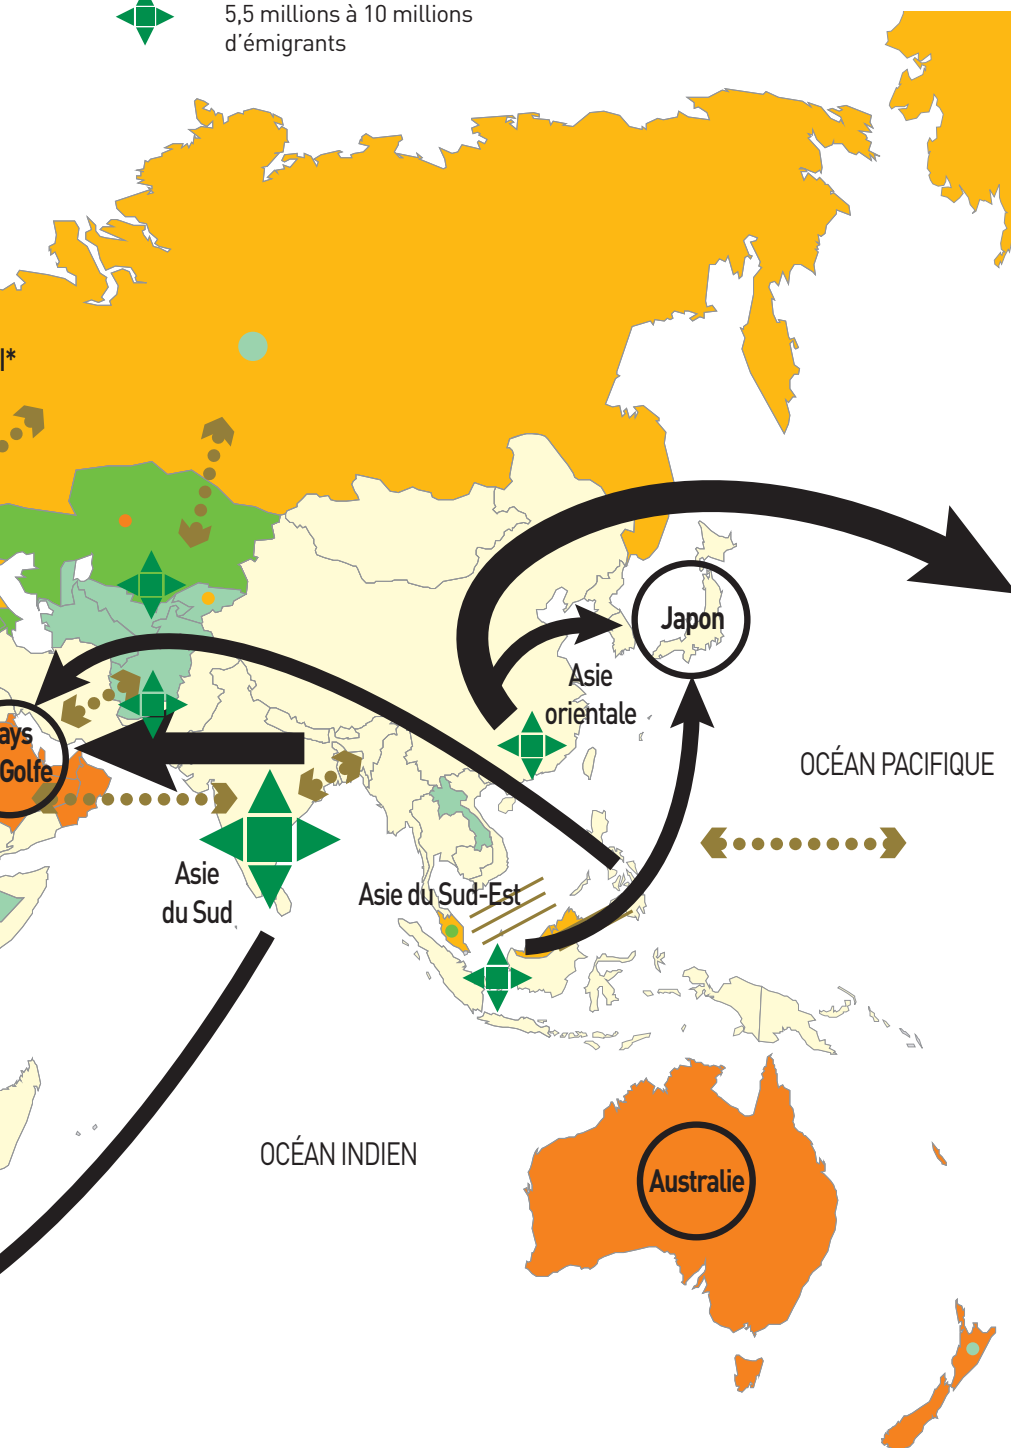 5,5 millions à 10 millions
d'émigrants
l*
Japon
Asie
orientale
ays
Golfe
OCÉAN PACIFIQUE
Asie
du Sud
Asie du Sud-Est
OCÉAN INDIEN
Australie